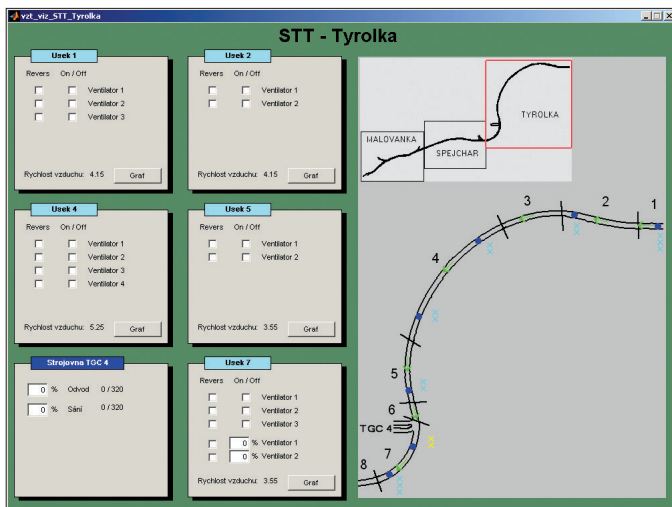 vzt_viz_STT_Tyrolka
STT - Tyrolka
Usek 1
Revers On / Off
Ventilator 1
Ventilator 2
Ventilator 3
Rychlost vzduchu: 4.15 Graf
Usek 2
Revers On / Off
Ventilator 1
Ventilator 2
Rychlost vzduchu: 4.15 Graf
Usek 4
Revers On / Off
Ventilator 1
Ventilator 2
Ventilator 3
Ventilator 4
Rychlost vzduchu: 5.25 Graf
Usek 5
Revers On / Off
Ventilator 1
Ventilator 2
Rychlost vzduchu: 3.55 Graf
Strojovna TGC 4
0 % Odvod 0 / 320
0 % Sání 0 / 320
Usek 7
Revers On / Off
Ventilator 1
Ventilator 2
Ventilator 3
0 % Ventilator 1
0 % Ventilator 2
Rychlost vzduchu: 3.55 Graf
TYROLKA
MALOVANKA
SPEJCHAR
1
2
3
4
5
6
TGC 4
7
8